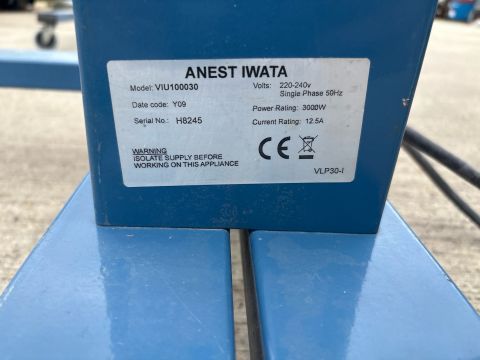 ANEST IWATA
Model: VIU100030 Volts: 220-240v
Single Phase 50Hz
Date code: Y09 Power Rating: 3000W
Serial No.: H8245 Current Rating: 12.5A
WARNING
ISOLATE SUPPLY BEFORE
WORKING ON THIS APPLIANCE
CE
VLP30-I